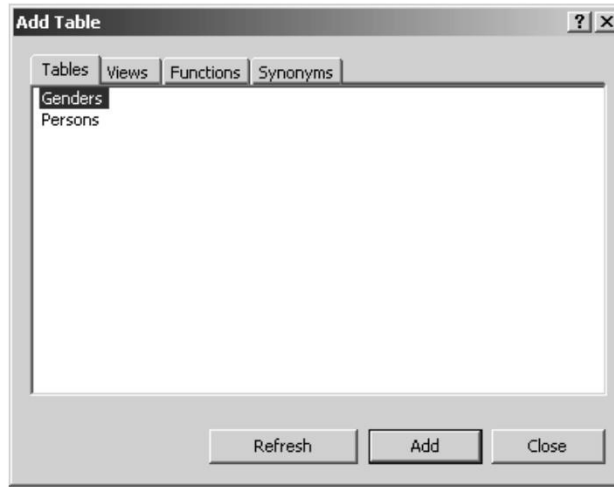 Add Table ? X
Tables Views Functions Synonyms
Genders
Persons
Refresh Add Close